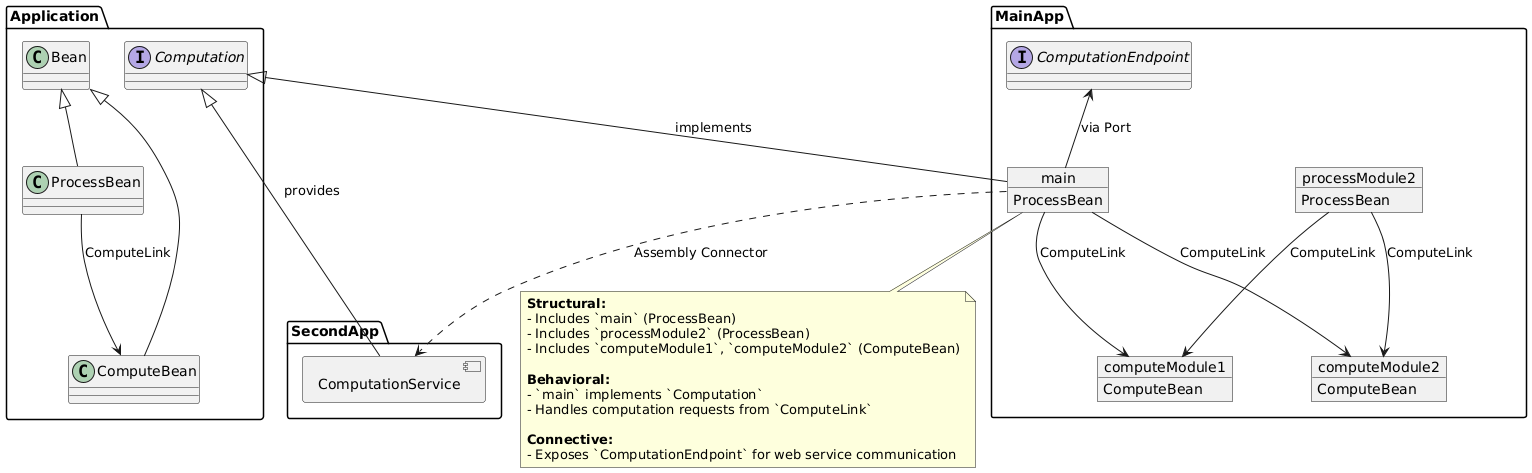 Application
MainApp
C Bean
I Computation
I ComputationEndpoint
implements
via Port
C ProcessBean
provides
main
ProcessBean
processModule2
ProcessBean
ComputeLink
Assembly Connector
ComputeLink
ComputeLink
ComputeLink
ComputeLink
SecondApp
ComputationService
C ComputeBean
Structural:
- Includes `main` (ProcessBean)
- Includes `processModule2` (ProcessBean)
- Includes `computeModule1`, `computeModule2` (ComputeBean)
Behavioral:
- `main` implements `Computation`
- Handles computation requests from `ComputeLink`
Connective:
- Exposes `ComputationEndpoint` for web service communication
computeModule1
ComputeBean
computeModule2
ComputeBean